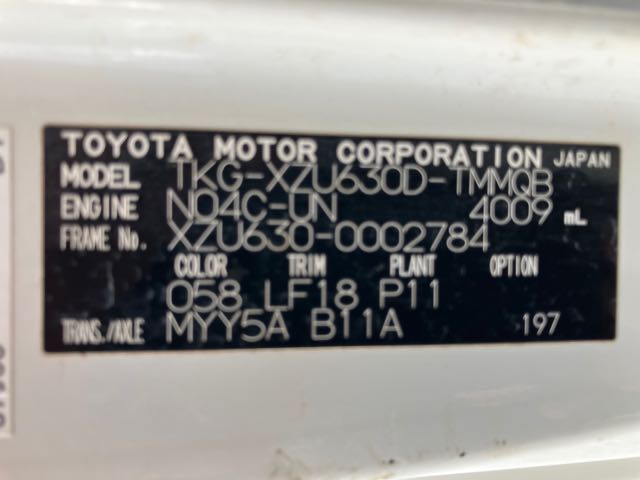 TOYOTA MOTOR CORPORATION JAPAN
MODEL TKG-XZU630D-TMMQB
ENGINE N04C-UN 4009 mL
FRAME No. XZU630-0002784
COLOR TRIM PLANT OPTION
058 LF18 P11
TRANS./AXLE MYY5A B11A 197